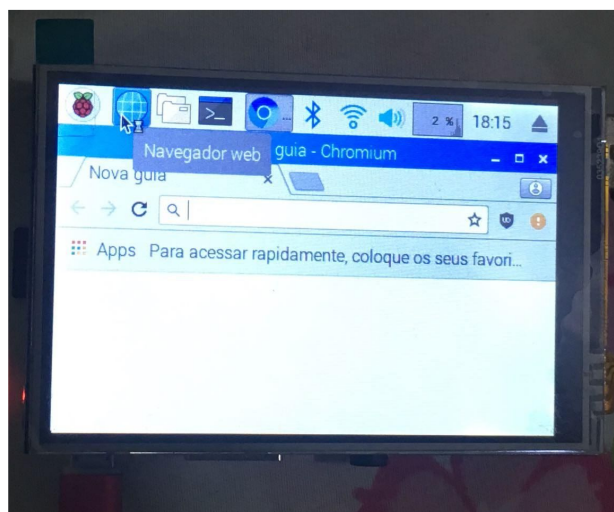 2 % 18:15
Navegador web guia - Chromium
Nova guia
Apps Para acessar rapidamente, coloque os seus favori...